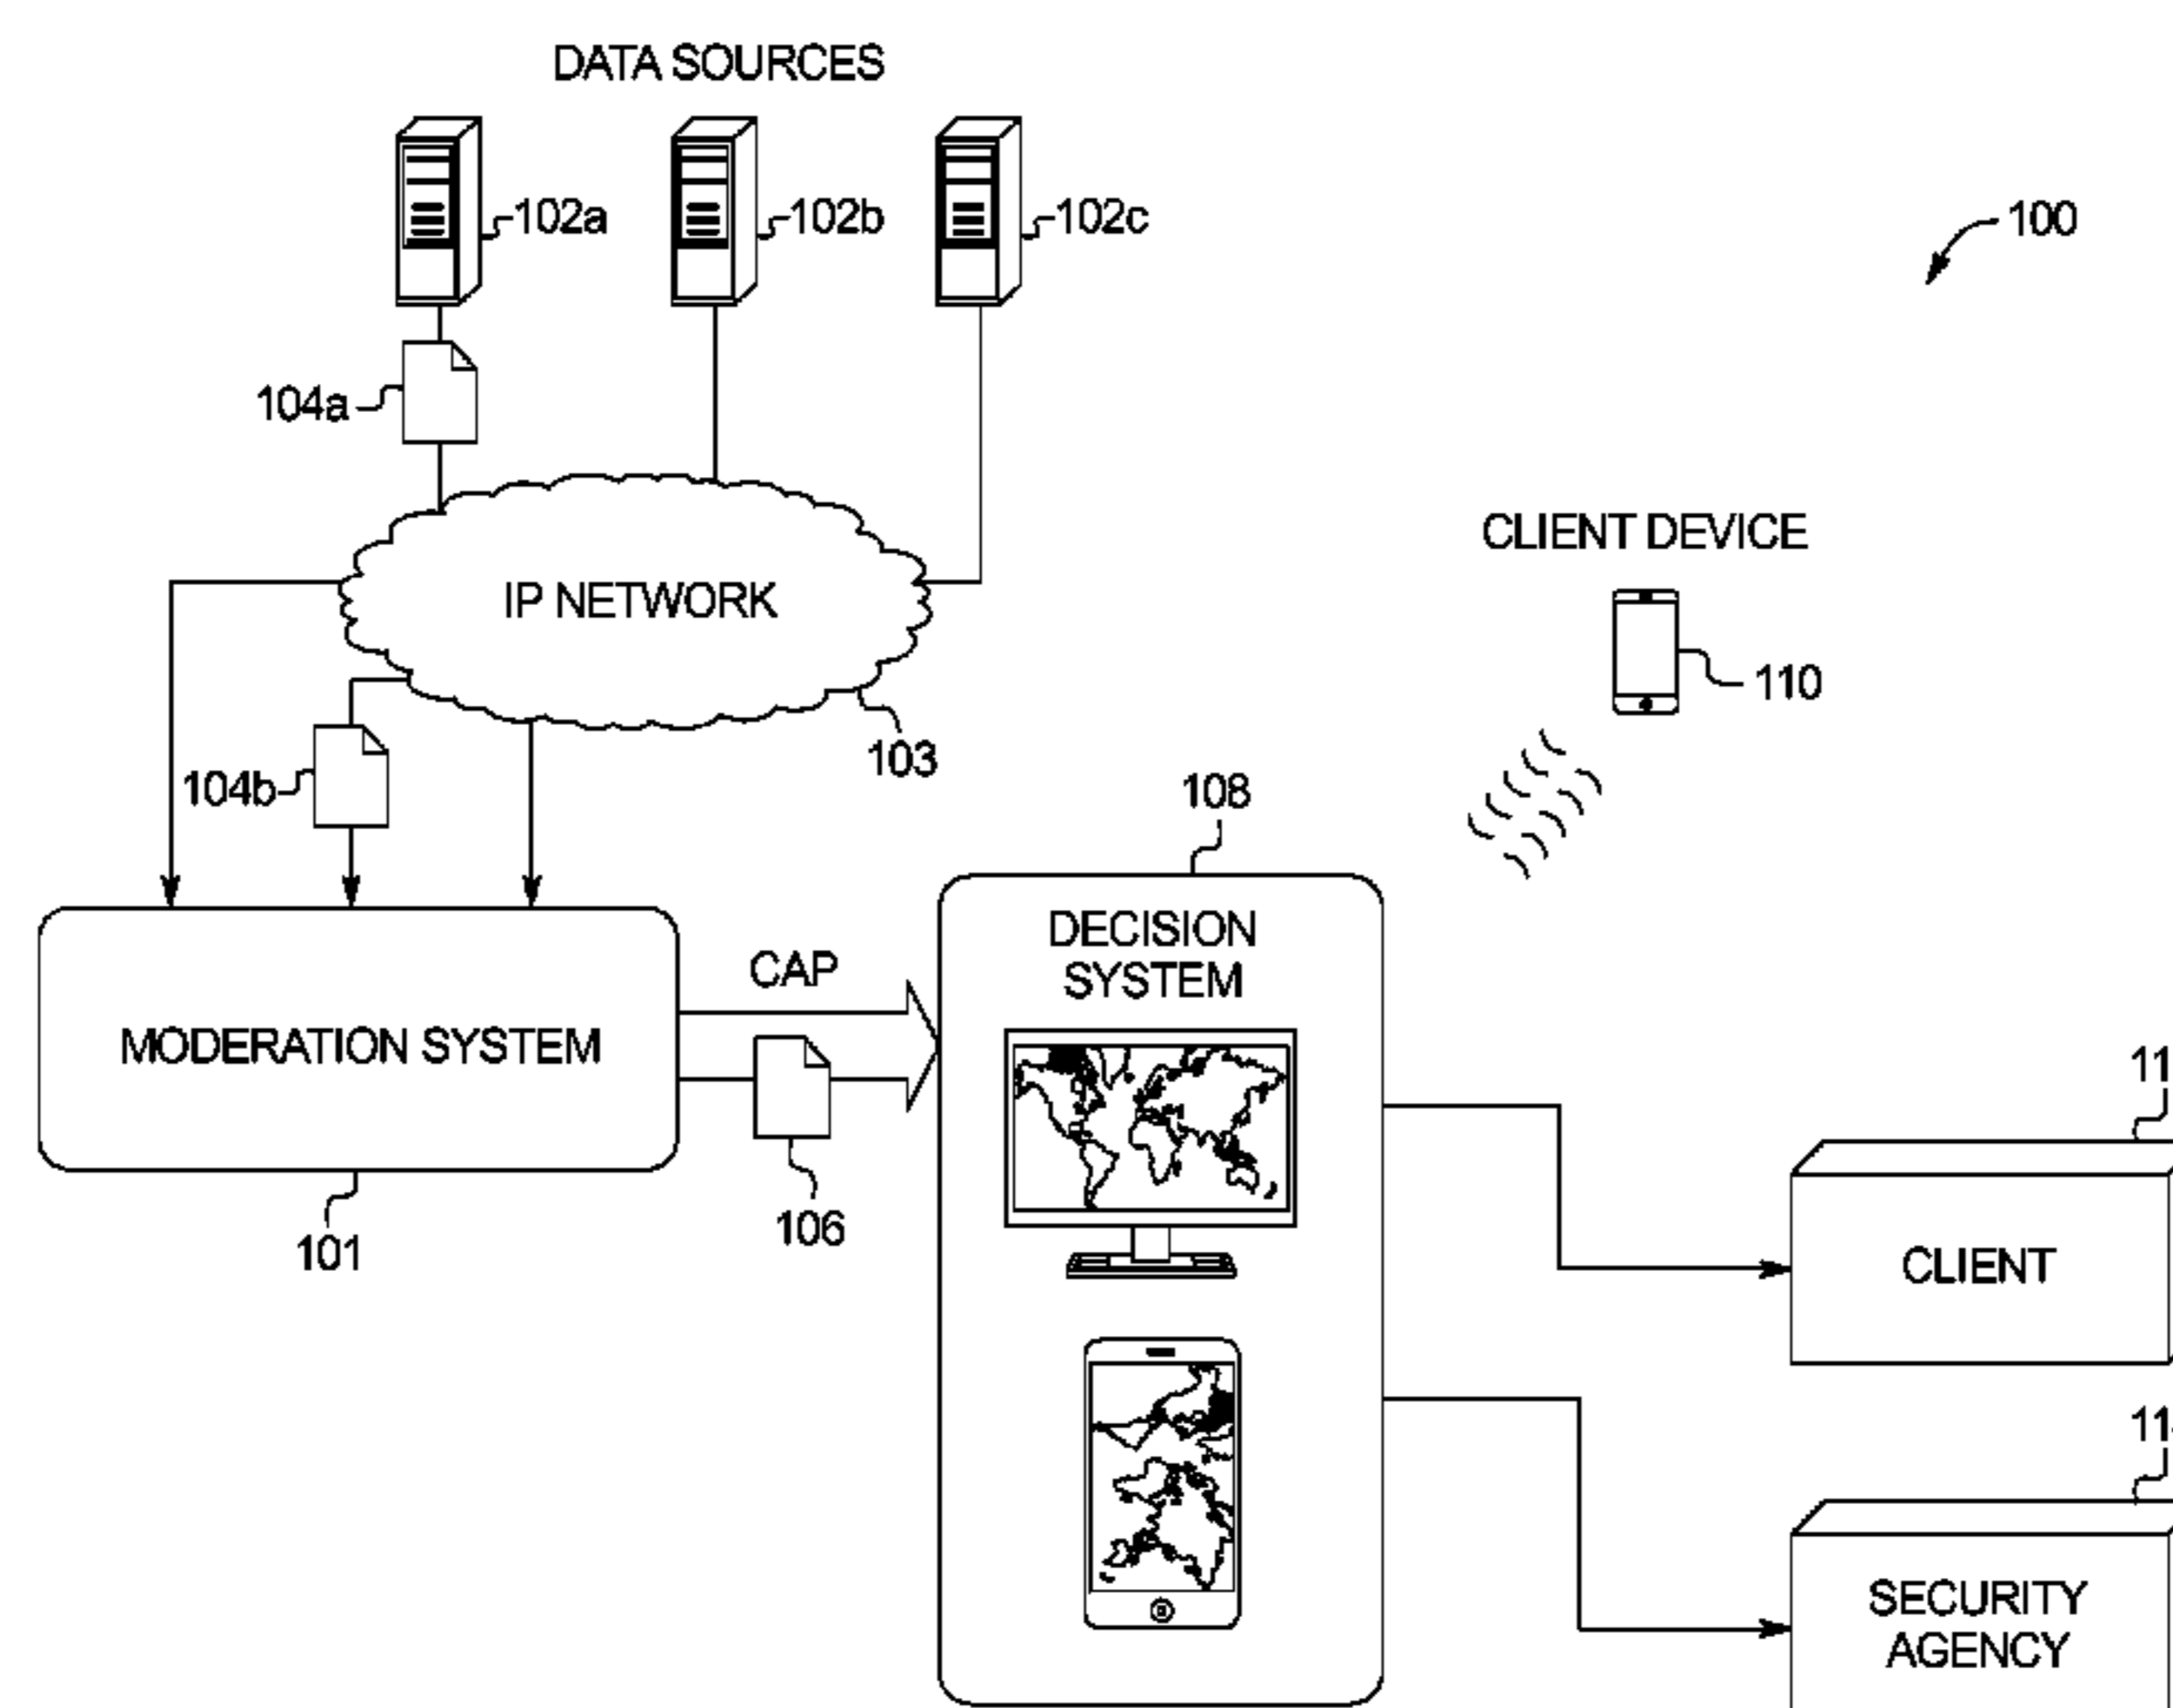 DATA SOURCES
102a
102b
102c
100
104a
IP NETWORK
CLIENT DEVICE
110
103
104b
108
DECISION
SYSTEM
CAP
MODERATION SYSTEM
106
101
CLIENT
SECURITY
AGENCY